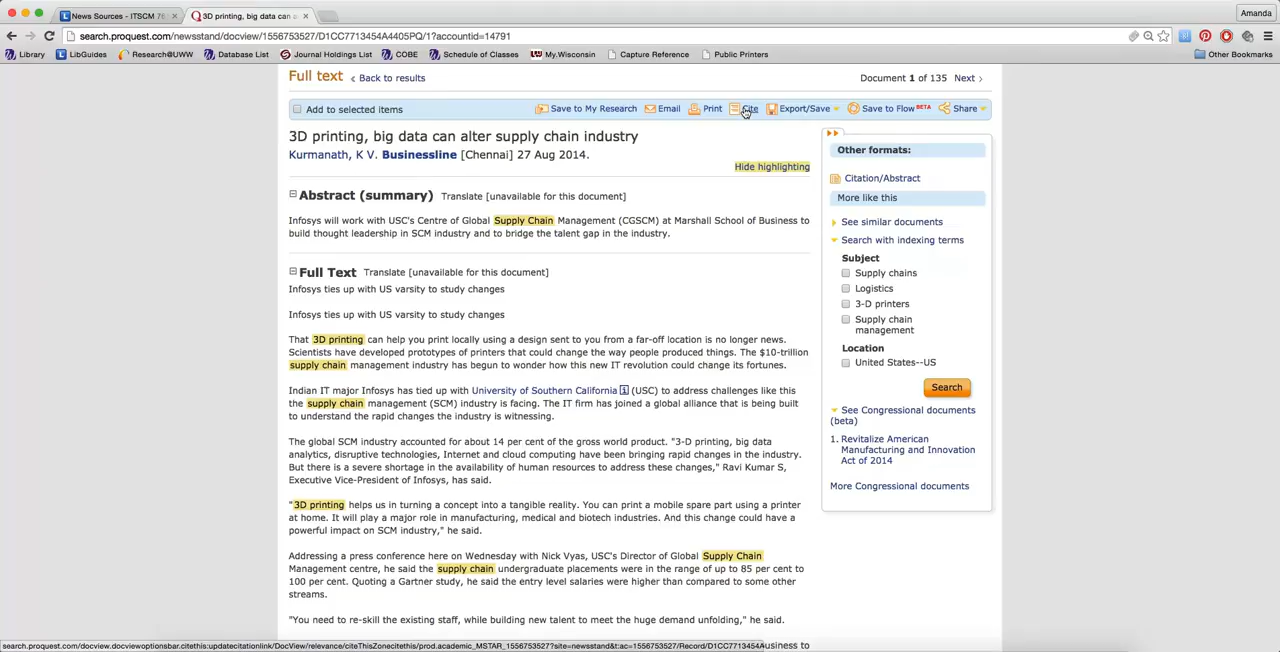 News Sources - ITSCM 76
3D printing, big data can a
Amanda
search.proquest.com/newsstand/docview/1556753527/D1CC7713454A4405PQ/1?accountid=14791
Library LibGuides Research@UWW Database List Journal Holdings List COBE Schedule of Classes My.Wisconsin Capture Reference Public Printers Other Bookmarks
Full text Back to results Document 1 of 135 Next
Add to selected items Save to My Research Email Print Cite Export/Save Save to Flow BETA Share
3D printing, big data can alter supply chain industry
Kurmanath, K V. Businessline [Chennai] 27 Aug 2014.
Hide highlighting
Abstract (summary) Translate [unavailable for this document]
Infosys will work with USC's Centre of Global Supply Chain Management (CGSCM) at Marshall School of Business to
build thought leadership in SCM industry and to bridge the talent gap in the industry.
Full Text Translate [unavailable for this document]
Infosys ties up with US varsity to study changes
Infosys ties up with US varsity to study changes
That 3D printing can help you print locally using a design sent to you from a far-off location is no longer news.
Scientists have developed prototypes of printers that could change the way people produced things. The $10-trillion
supply chain management industry has begun to wonder how this new IT revolution could change its fortunes.
Indian IT major Infosys has tied up with University of Southern California (USC) to address challenges like this
the supply chain management (SCM) industry is facing. The IT firm has joined a global alliance that is being built
to understand the rapid changes the industry is witnessing.
The global SCM industry accounted for about 14 per cent of the gross world product. "3-D printing, big data
analytics, disruptive technologies, Internet and cloud computing have been bringing rapid changes in the industry.
But there is a severe shortage in the availability of human resources to address these changes," Ravi Kumar S,
Executive Vice-President of Infosys, has said.
"3D printing helps us in turning a concept into a tangible reality. You can print a mobile spare part using a printer
at home. It will play a major role in manufacturing, medical and biotech industries. And this change could have a
powerful impact on SCM industry," he said.
Addressing a press conference here on Wednesday with Nick Vyas, USC's Director of Global Supply Chain
Management centre, he said the supply chain undergraduate placements were in the range of up to 85 per cent to
100 per cent. Quoting a Gartner study, he said the entry level salaries were higher than compared to some other
streams.
"You need to re-skill the existing staff, while building new talent to meet the huge demand unfolding," he said.
Other formats:
Citation/Abstract
More like this
See similar documents
Search with indexing terms
Subject
Supply chains
Logistics
3-D printers
Supply chain
management
Location
United States--US
Search
See Congressional documents
(beta)
1. Revitalize American
Manufacturing and Innovation
Act of 2014
More Congressional documents
search.proquest.com/docview.docviewoptionsbar.citethis:updatecitationlink/DocView/relevance/citeThisZonecitethis/prod.academic_MSTAR_1556753527?site=newsstand&t:ac=1556753527/Record/D1CC7713454A
usiness to